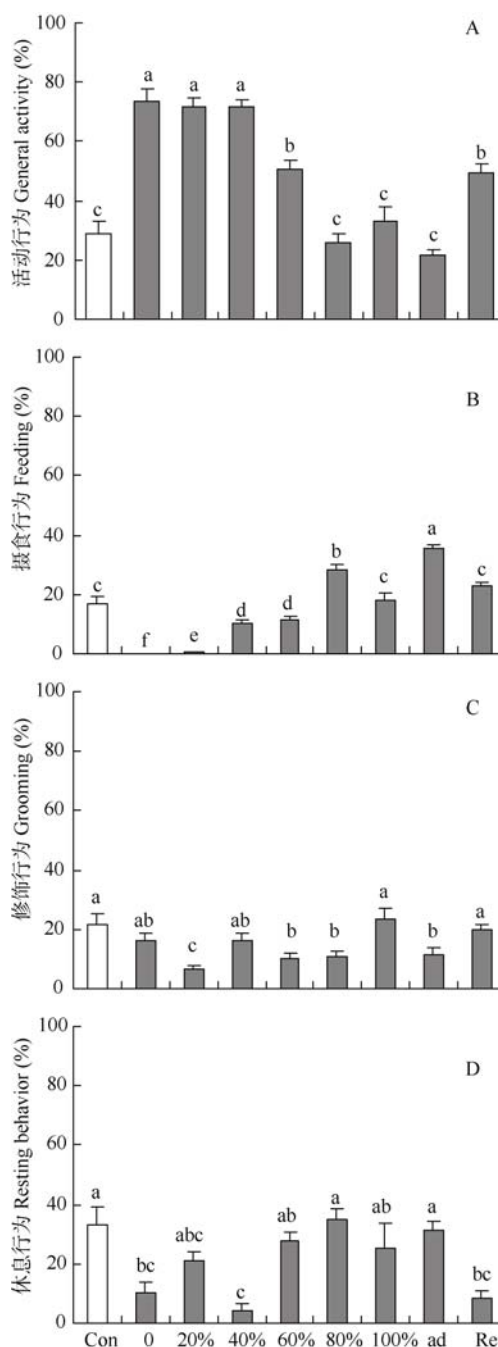 A
活动行为 General activity (%)
100
80
60
40
20
0
c a a a b c c c b
B
摄食行为 Feeding (%)
100
80
60
40
20
0
c f e d d b c a c
C
修饰行为 Grooming (%)
100
80
60
40
20
0
a ab c ab b b a b a
D
休息行为 Resting behavior (%)
100
80
60
40
20
0
a bc abc c ab a ab a bc
Con 0 20% 40% 60% 80% 100% ad Re